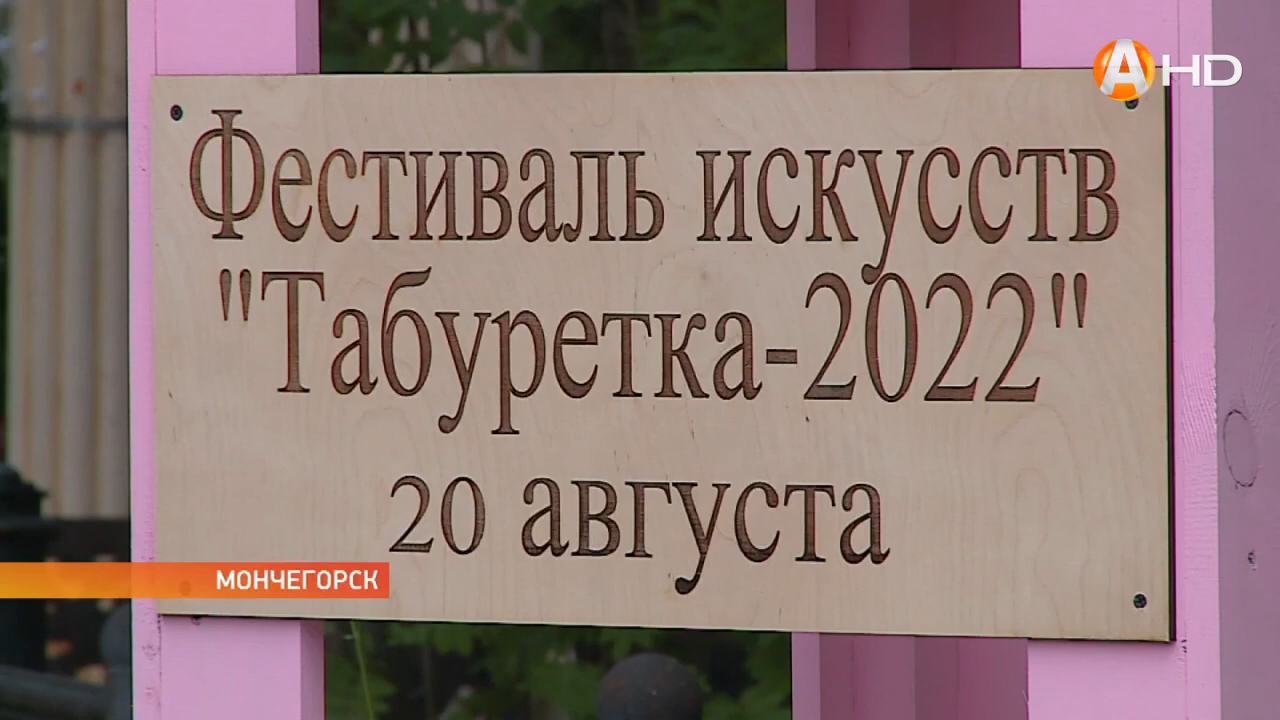 А HD
Фестиваль искусств
"Табуретка-2022"
20 августа
МОНЧЕГОРСК